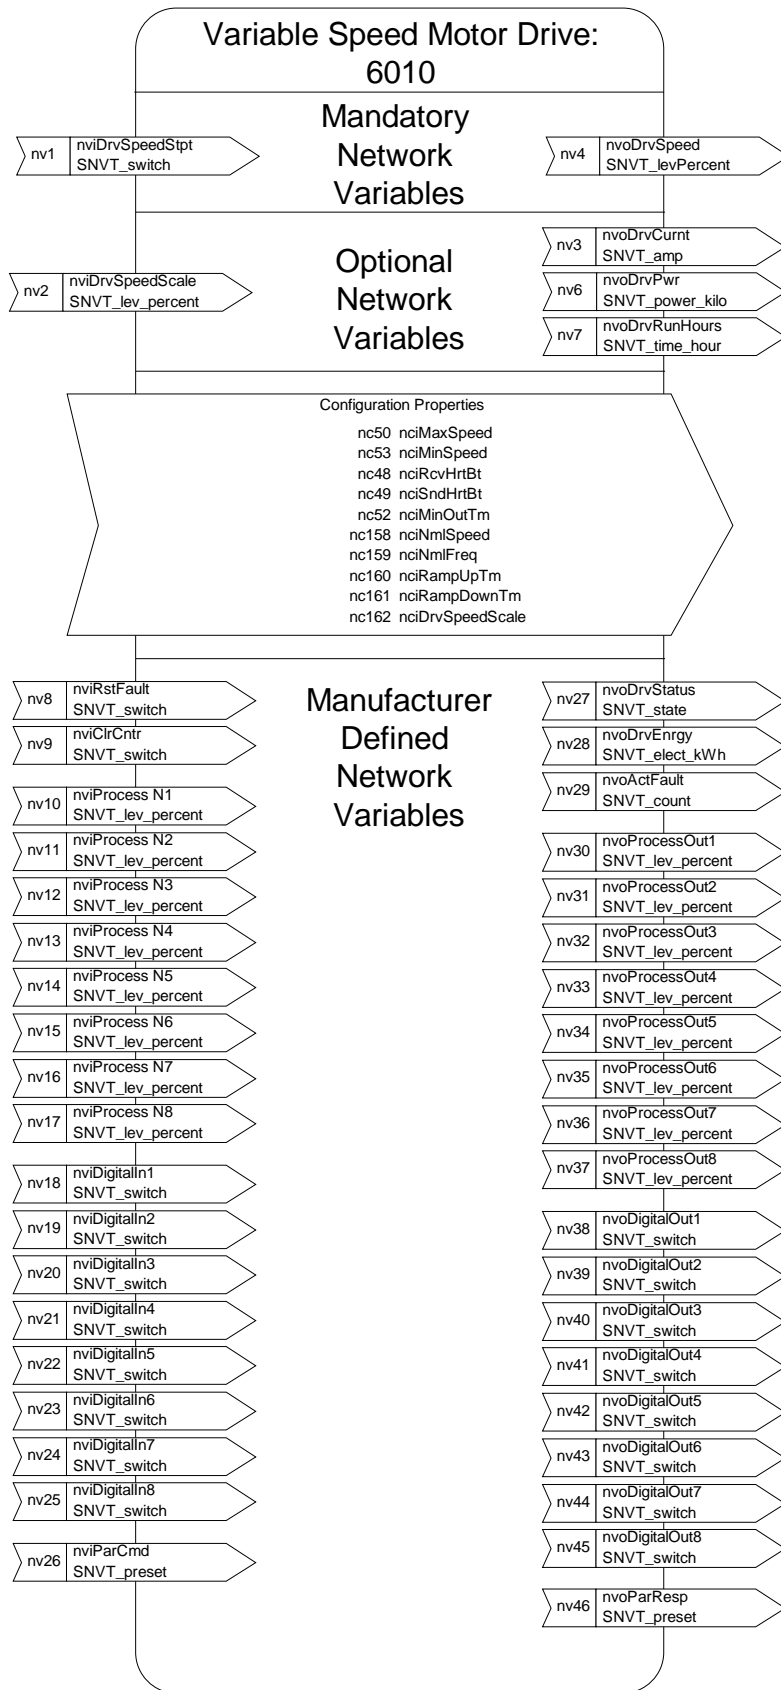 Variable Speed Motor Drive:
6010
Mandatory
Network
Variables
nv1
nviDrvSpeedStpt
SNVT_switch
nv4
nvoDrvSpeed
SNVT_levPercent
Optional
Network
Variables
nv2
nviDrvSpeedScale
SNVT_lev_percent
nv3
nvoDrvCurnt
SNVT_amp
nv6
nvoDrvPwr
SNVT_power_kilo
nv7
nvoDrvRunHours
SNVT_time_hour
Configuration Properties
nc50 nciMaxSpeed
nc53 nciMinSpeed
nc48 nciRcvHrtBt
nc49 nciSndHrtBt
nc52 nciMinOutTm
nc158 nciNmlSpeed
nc159 nciNmlFreq
nc160 nciRampUpTm
nc161 nciRampDownTm
nc162 nciDrvSpeedScale
Manufacturer
Defined
Network
Variables
nv8
nviRstFault
SNVT_switch
nv9
nviClrCntr
SNVT_switch
nv10
nviProcess N1
SNVT_lev_percent
nv11
nviProcess N2
SNVT_lev_percent
nv12
nviProcess N3
SNVT_lev_percent
nv13
nviProcess N4
SNVT_lev_percent
nv14
nviProcess N5
SNVT_lev_percent
nv15
nviProcess N6
SNVT_lev_percent
nv16
nviProcess N7
SNVT_lev_percent
nv17
nviProcess N8
SNVT_lev_percent
nv18
nviDigitalIn1
SNVT_switch
nv19
nviDigitalIn2
SNVT_switch
nv20
nviDigitalIn3
SNVT_switch
nv21
nviDigitalIn4
SNVT_switch
nv22
nviDigitalIn5
SNVT_switch
nv23
nviDigitalIn6
SNVT_switch
nv24
nviDigitalIn7
SNVT_switch
nv25
nviDigitalIn8
SNVT_switch
nv26
nviParCmd
SNVT_preset
nv27
nvoDrvStatus
SNVT_state
nv28
nvoDrvEnrgy
SNVT_elect_kWh
nv29
nvoActFault
SNVT_count
nv30
nvoProcessOut1
SNVT_lev_percent
nv31
nvoProcessOut2
SNVT_lev_percent
nv32
nvoProcessOut3
SNVT_lev_percent
nv33
nvoProcessOut4
SNVT_lev_percent
nv34
nvoProcessOut5
SNVT_lev_percent
nv35
nvoProcessOut6
SNVT_lev_percent
nv36
nvoProcessOut7
SNVT_lev_percent
nv37
nvoProcessOut8
SNVT_lev_percent
nv38
nvoDigitalOut1
SNVT_switch
nv39
nvoDigitalOut2
SNVT_switch
nv40
nvoDigitalOut3
SNVT_switch
nv41
nvoDigitalOut4
SNVT_switch
nv42
nvoDigitalOut5
SNVT_switch
nv43
nvoDigitalOut6
SNVT_switch
nv44
nvoDigitalOut7
SNVT_switch
nv45
nvoDigitalOut8
SNVT_switch
nv46
nvoParResp
SNVT_preset